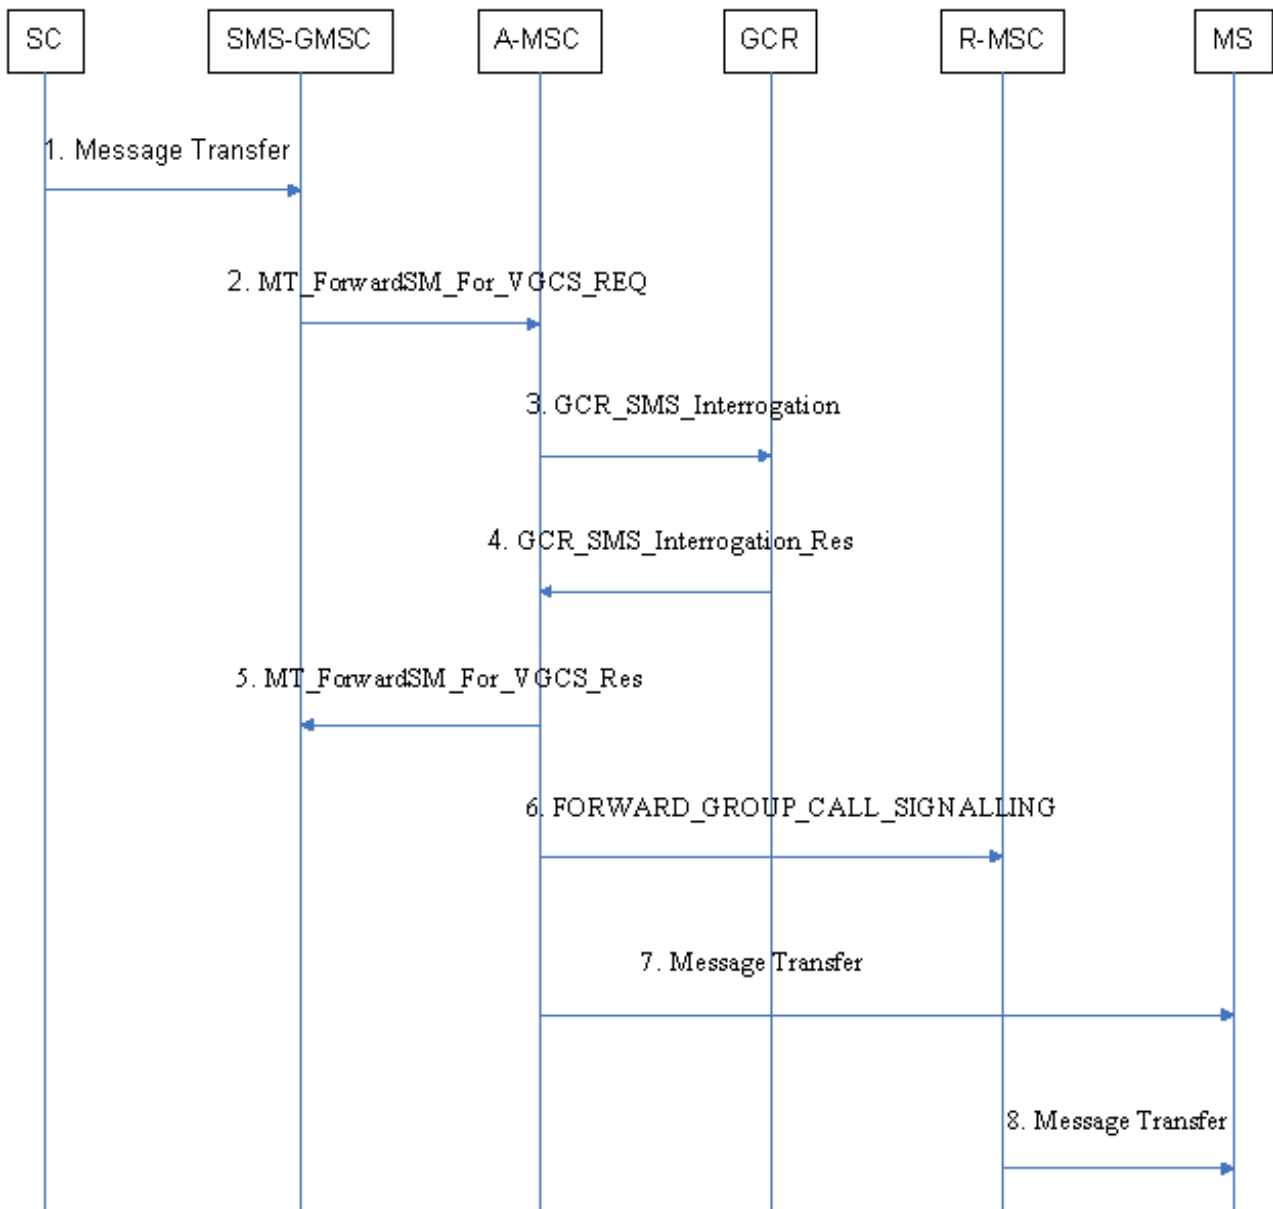 SC SMS-GMSC A-MSC GCR R-MSC MS
1. Message Transfer
2. MT_ForwardSM_For_VGCS_REQ
3. GCR_SMS_Interrogation
4. GCR_SMS_Interrogation_Res
5. MT_ForwardSM_For_VGCS_Res
6. FORWARD_GROUP_CALL_SIGNALLING
7. Message Transfer
8. Message Transfer